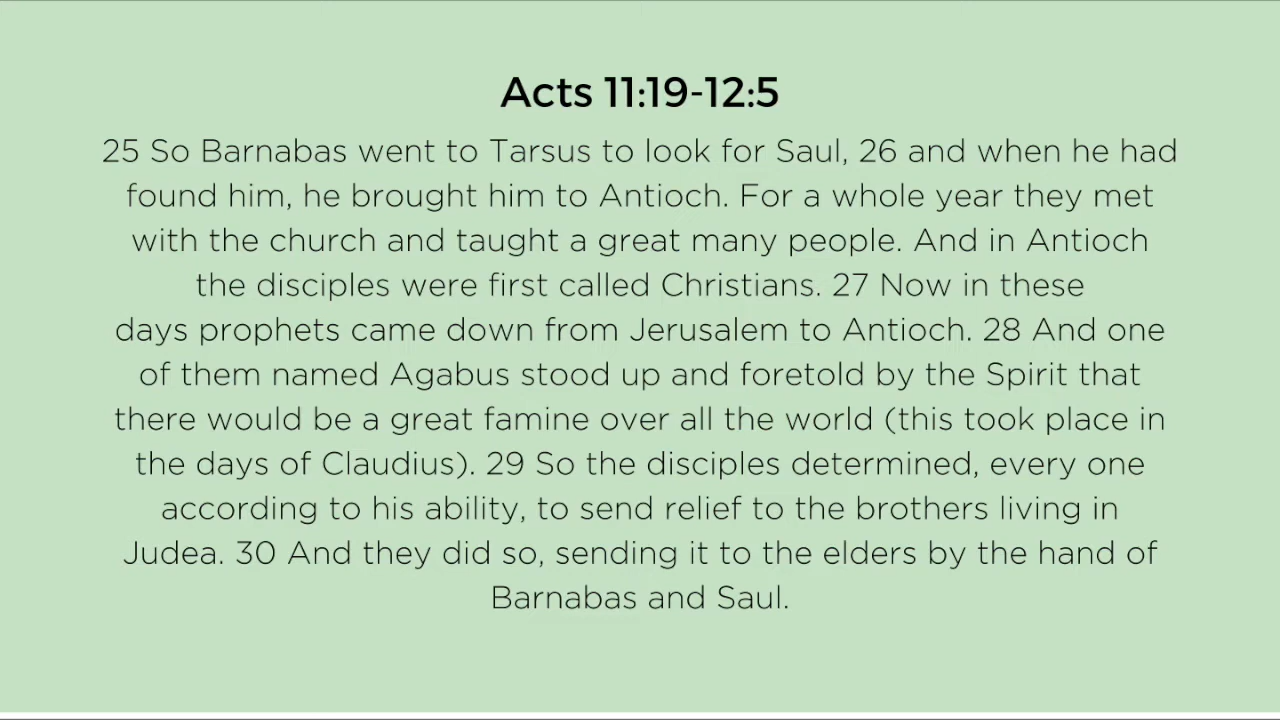 Acts 11:19-12:5
25 So Barnabas went to Tarsus to look for Saul, 26 and when he had
found him, he brought him to Antioch. For a whole year they met
with the church and taught a great many people. And in Antioch
the disciples were first called Christians. 27 Now in these
days prophets came down from Jerusalem to Antioch. 28 And one
of them named Agabus stood up and foretold by the Spirit that
there would be a great famine over all the world (this took place in
the days of Claudius). 29 So the disciples determined, every one
according to his ability, to send relief to the brothers living in
Judea. 30 And they did so, sending it to the elders by the hand of
Barnabas and Saul.